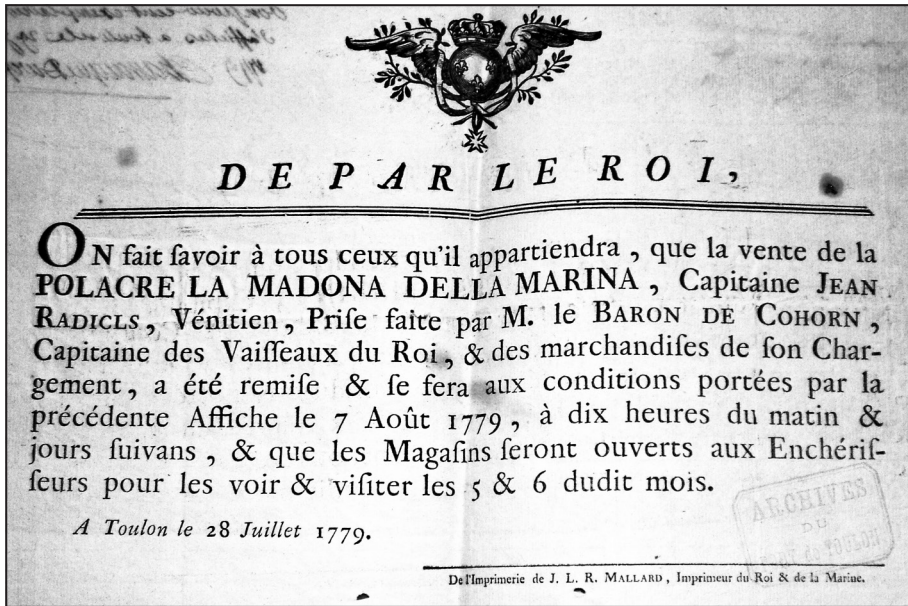 DE PAR LE ROI,
ON fait ſavoir à tous ceux qu'il appartiendra, que la vente de la
POLACRE LA MADONA DELLA MARINA, Capitaine JEAN
RADICLS, Vénitien, Priſe faite par M. le BARON DE COHORN,
Capitaine des Vaiſſeaux du Roi, & des marchandiſes de ſon Char-
gement, a été remiſe & ſe fera aux conditions portées par la
précédente Affiche le 7 Août 1779, à dix heures du matin &
jours ſuivans, & que les Magaſins ſeront ouverts aux Enchériſ-
ſeurs pour les voir & viſiter les 5 & 6 dudit mois.
A Toulon le 28 Juillet 1779.
ARCHIVES
DU
De l'Imprimerie de J. L. R. MALLARD, Imprimeur du Roi & de la Marine.